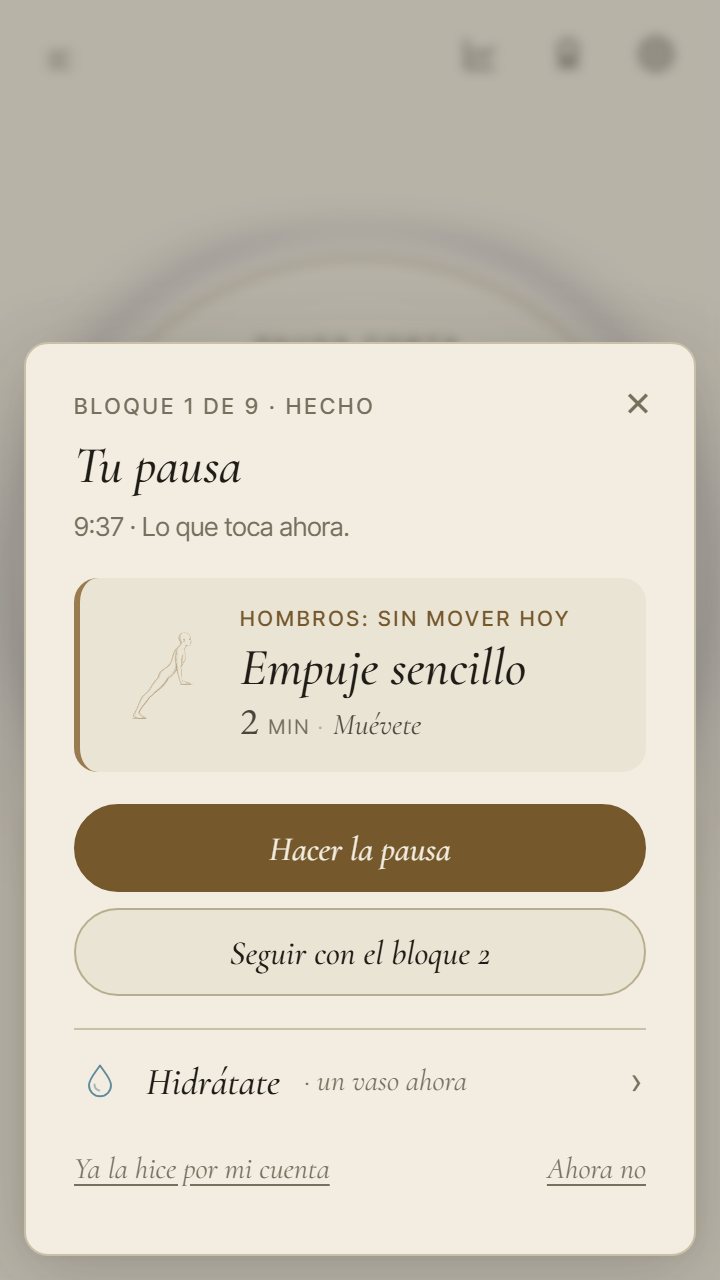 BLOQUE 1 DE 9 · HECHO
✕
Tu pausa
9:37 · Lo que toca ahora.
HOMBROS: SIN MOVER HOY
Empuje sencillo
2 MIN · Muévete
Hacer la pausa
Seguir con el bloque 2
Hidrátate · un vaso ahora ›
Ya la hice por mi cuenta Ahora no